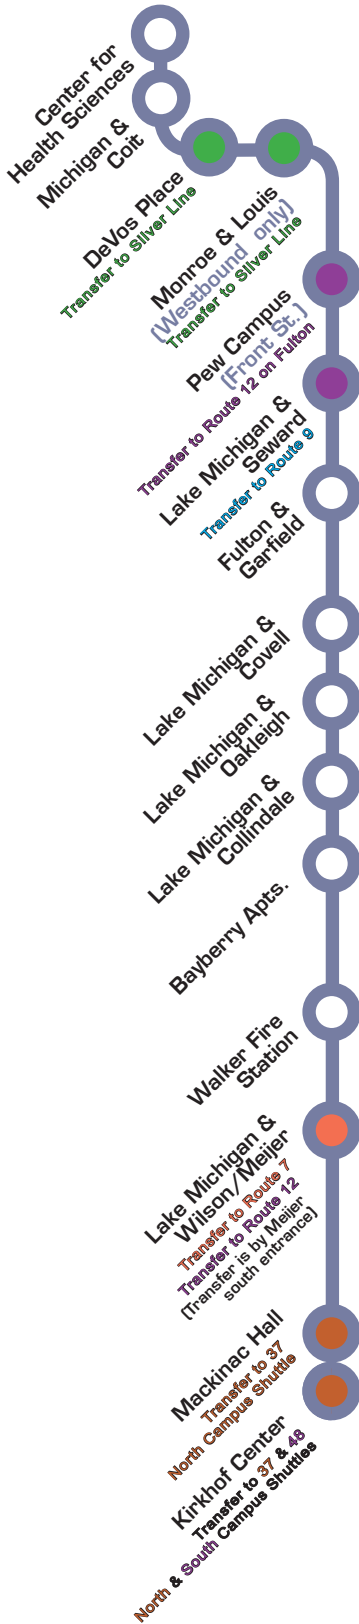 Center for
Health Sciences
Michigan &
Coit
DeVos Place
Transfer to Silver Line
Monroe & Louis
(Westbound only)
Transfer to Silver Line
Pew Campus
(Front St.)
Transfer to Route 12 on Fulton
Lake Michigan &
Seward
Transfer to Route 9
Fulton &
Garfield
Lake Michigan &
Covell
Lake Michigan &
Oakleigh
Lake Michigan &
Collindale
Bayberry Apts.
Walker Fire
Station
Lake Michigan &
Wilson/Meijer
Transfer to Route 7
Transfer to Route 12
(Transfer is by Meijer
south entrance)
Mackinac Hall
Transfer to 37
North Campus Shuttle
Kirkhof Center
Transfer to 37 & 48
North & South Campus Shuttles